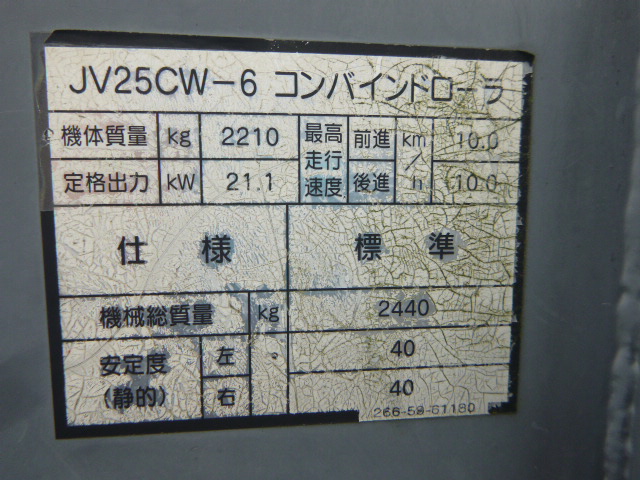 JV25CW-6 コンバインドローラ
機体質量 kg 2210 最高走行速度 前進 km/h 10.0
定格出力 kW 21.1 後進 10.0
仕様 標準
機械総質量 kg 2440
安定度(静的) 左 ° 40
右 40
266-59-61180